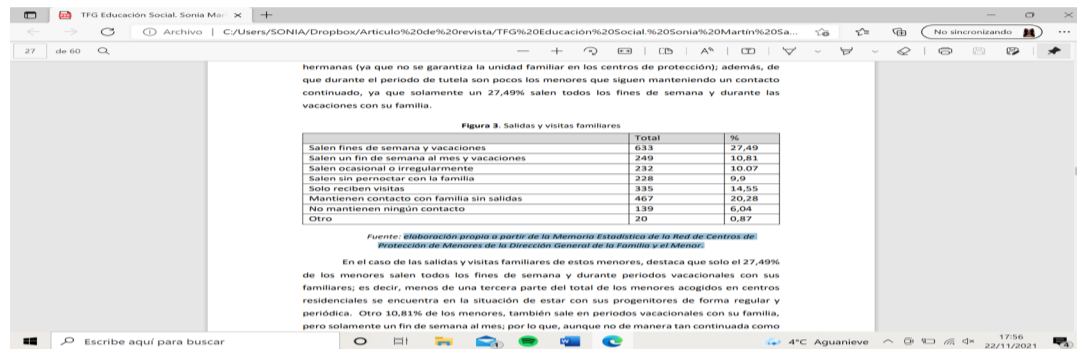 TFG Educación Social. Sonia Mar
Archivo | C:/Users/SONIA/Dropbox/Articulo%20de%20revista/TFG%20Educación%20Social.%20Sonia%20Martín%20Sa...
No sincronizando
27 de 60
hermanas (ya que no se garantiza la unidad familiar en los centros de protección); además, de
que durante el periodo de tutela son pocos los menores que siguen manteniendo un contacto
continuado, ya que solamente un 27,49% salen todos los fines de semana y durante las
vacaciones con su familia.
Figura 3. Salidas y visitas familiares
Total %
Salen fines de semana y vacaciones 633 27,49
Salen un fin de semana al mes y vacaciones 249 10,81
Salen ocasional o irregularmente 232 10.07
Salen sin pernoctar con la familia 228 9,9
Solo reciben visitas 335 14,55
Mantienen contacto con familia sin salidas 467 20,28
No mantienen ningún contacto 139 6,04
Otro 20 0,87
Fuente: elaboración propia a partir de la Memoria Estadística de la Red de Centros de
Protección de Menores de la Dirección General de la Familia y el Menor.
En el caso de las salidas y visitas familiares de estos menores, destaca que solo el 27,49%
de los menores salen todos los fines de semana y durante periodos vacacionales con sus
familiares; es decir, menos de una tercera parte del total de los menores acogidos en centros
residenciales se encuentra en la situación de estar con sus progenitores de forma regular y
periódica. Otro 10,81% de los menores, también sale en periodos vacacionales con su familia,
pero solamente un fin de semana al mes; por lo que, aunque no de manera tan continuada como
Escribe aquí para buscar
4°C Aguanieve
17:56
22/11/2021